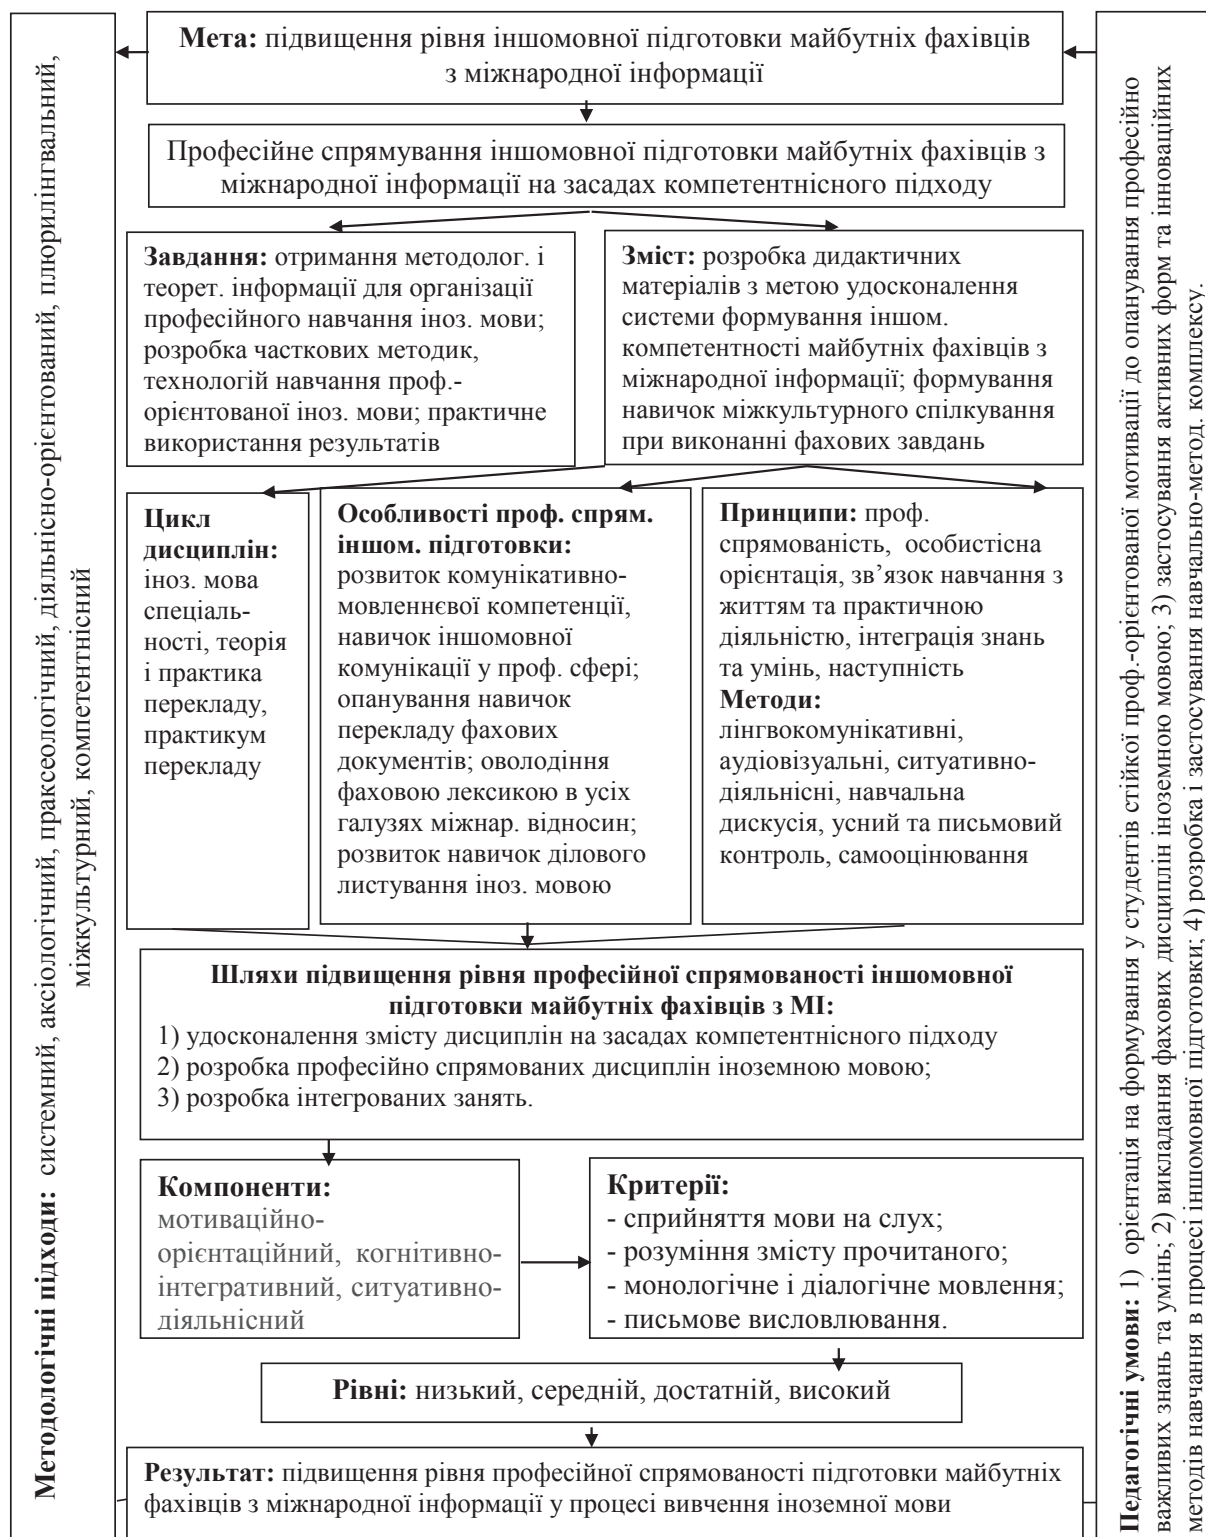 Методологічні підходи: системний, аксіологічний, праксеологічний, діяльнісно-орієнтований, плюрилінгвальний,
міжкультурний, компетентнісний
Мета: підвищення рівня іншомовної підготовки майбутніх фахівців
з міжнародної інформації
Професійне спрямування іншомовної підготовки майбутніх фахівців з
міжнародної інформації на засадах компетентнісного підходу
Завдання: отримання методолог. і
теорет. інформації для організації
професійного навчання іноз. мови;
розробка часткових методик,
технологій навчання проф.-
орієнтованої іноз. мови; практичне
використання результатів
Зміст: розробка дидактичних
матеріалів з метою удосконалення
системи формування іншом.
компетентності майбутніх фахівців з
міжнародної інформації; формування
навичок міжкультурного спілкування
при виконанні фахових завдань
Цикл
дисциплін:
іноз. мова
спеціаль-
ності, теорія
і практика
перекладу,
практикум
перекладу
Особливості проф. спрям.
іншом. підготовки:
розвиток комунікативно-
мовленнєвої компетенції,
навичок іншомовної
комунікації у проф. сфері;
опанування навичок
перекладу фахових
документів; оволодіння
фаховою лексикою в усіх
галузях міжнар. відносин;
розвиток навичок ділового
листування іноз. мовою
Принципи: проф.
спрямованість, особистісна
орієнтація, зв’язок навчання з
життям та практичною
діяльністю, інтеграція знань
та умінь, наступність
Методи:
лінгвокомунікативні,
аудіовізуальні, ситуативно-
діяльнісні, навчальна
дискусія, усний та письмовий
контроль, самооцінювання
Шляхи підвищення рівня професійної спрямованості іншомовної
підготовки майбутніх фахівців з МІ:
1) удосконалення змісту дисциплін на засадах компетентнісного підходу
2) розробка професійно спрямованих дисциплін іноземною мовою;
3) розробка інтегрованих занять.
Компоненти:
мотиваційно-
орієнтаційний, когнітивно-
інтегративний, ситуативно-
діяльнісний
Критерії:
- сприйняття мови на слух;
- розуміння змісту прочитаного;
- монологічне і діалогічне мовлення;
- письмове висловлювання.
Рівні: низький, середній, достатній, високий
Результат: підвищення рівня професійної спрямованості підготовки майбутніх
фахівців з міжнародної інформації у процесі вивчення іноземної мови
Педагогічні умови: 1) орієнтація на формування у студентів стійкої проф.-орієнтованої мотивації до опанування професійно
важливих знань та умінь; 2) викладання фахових дисциплін іноземною мовою; 3) застосування активних форм та інноваційних
методів навчання в процесі іншомовної підготовки; 4) розробка і застосування навчально-метод. комплексу.